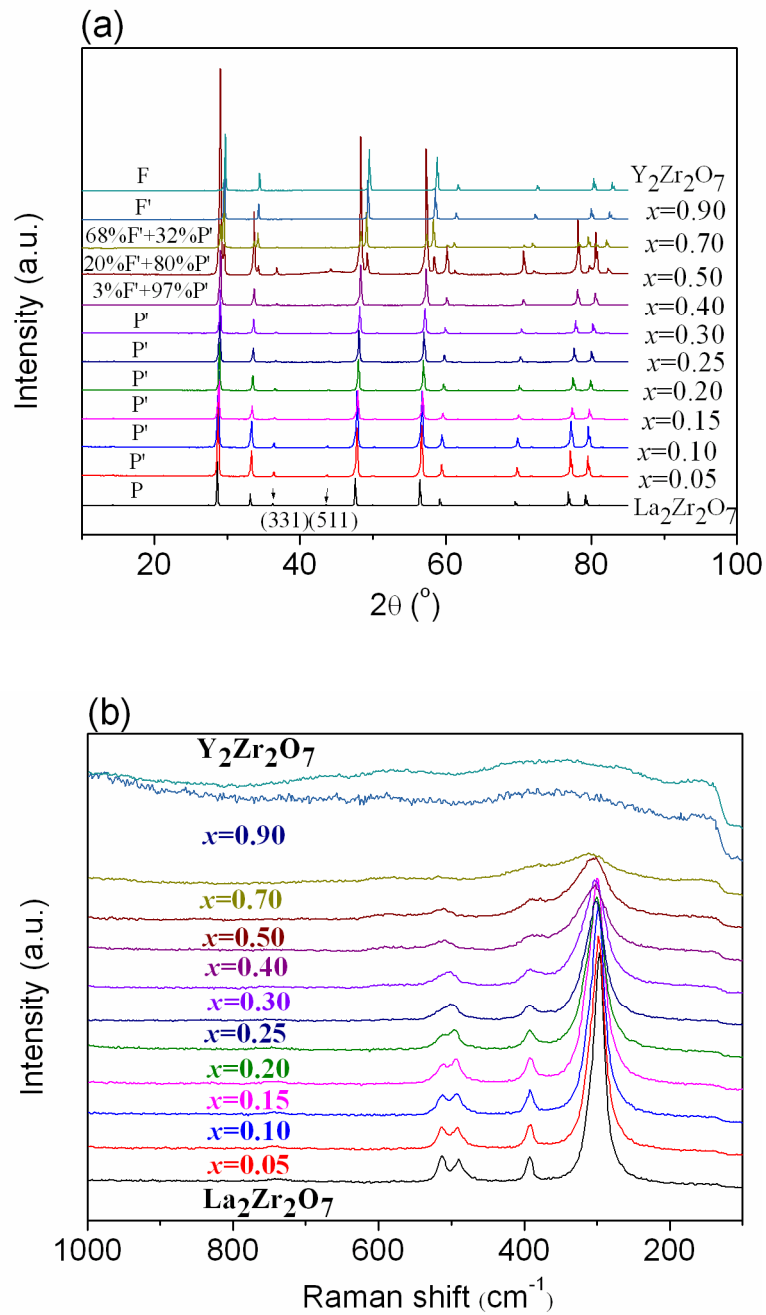 (a)
Intensity (a.u.)
F
Y2Zr2O7
F'
x=0.90
68%F'+32%P'
x=0.70
20%F'+80%P'
x=0.50
3%F'+97%P'
x=0.40
P'
x=0.30
P'
x=0.25
P'
x=0.20
P'
x=0.15
P'
x=0.10
P'
x=0.05
P
La2Zr2O7
(331)(511)
20 40 60 80 100
2θ (°)
(b)
Intensity (a.u.)
Y2Zr2O7
x=0.90
x=0.70
x=0.50
x=0.40
x=0.30
x=0.25
x=0.20
x=0.15
x=0.10
x=0.05
La2Zr2O7
1000 800 600 400 200
Raman shift (cm-1)